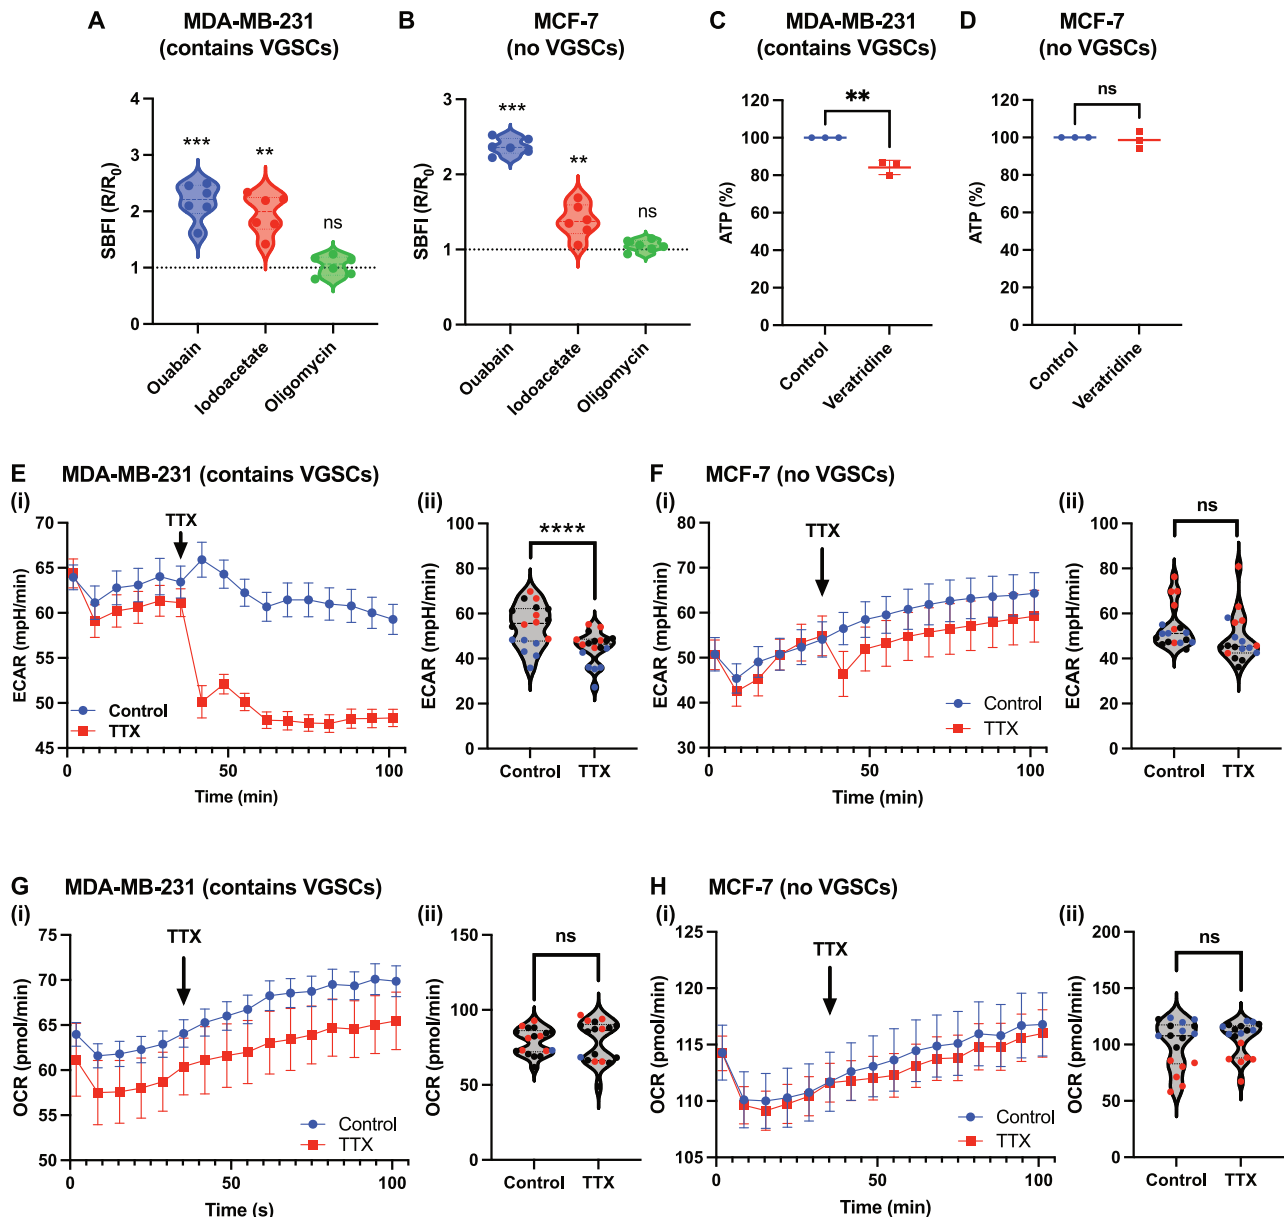 A MDA-MB-231 (contains VGSCs)
SBFI (R/R0)
4
3
2
1
0
***
**
ns
Ouabain
Iodoacetate
Oligomycin
B MCF-7 (no VGSCs)
SBFI (R/R0)
3
2
1
0
***
**
ns
Ouabain
Iodoacetate
Oligomycin
C MDA-MB-231 (contains VGSCs)
ATP (%)
120
100
80
60
40
20
0
**
Control
Veratridine
D MCF-7 (no VGSCs)
ATP (%)
120
100
80
60
40
20
0
ns
Control
Veratridine
E MDA-MB-231 (contains VGSCs)
(i)
ECAR (mpH/min)
70
65
60
55
50
45
TTX
Control
TTX
0 50 100
Time (min)
(ii)
ECAR (mpH/min)
100
80
60
40
20
0
****
Control TTX
F MCF-7 (no VGSCs)
(i)
ECAR (mpH/min)
80
70
60
50
40
30
TTX
Control
TTX
0 50 100
Time (min)
(ii)
ECAR (mpH/min)
100
80
60
40
20
0
ns
Control TTX
G MDA-MB-231 (contains VGSCs)
(i)
OCR (pmol/min)
75
70
65
60
55
50
TTX
Control
TTX
0 50 100
Time (s)
(ii)
OCR (pmol/min)
150
100
50
0
ns
Control TTX
H MCF-7 (no VGSCs)
(i)
OCR (pmol/min)
125
120
115
110
105
TTX
Control
TTX
0 50 100
Time (min)
(ii)
OCR (pmol/min)
200
150
100
50
0
ns
Control TTX